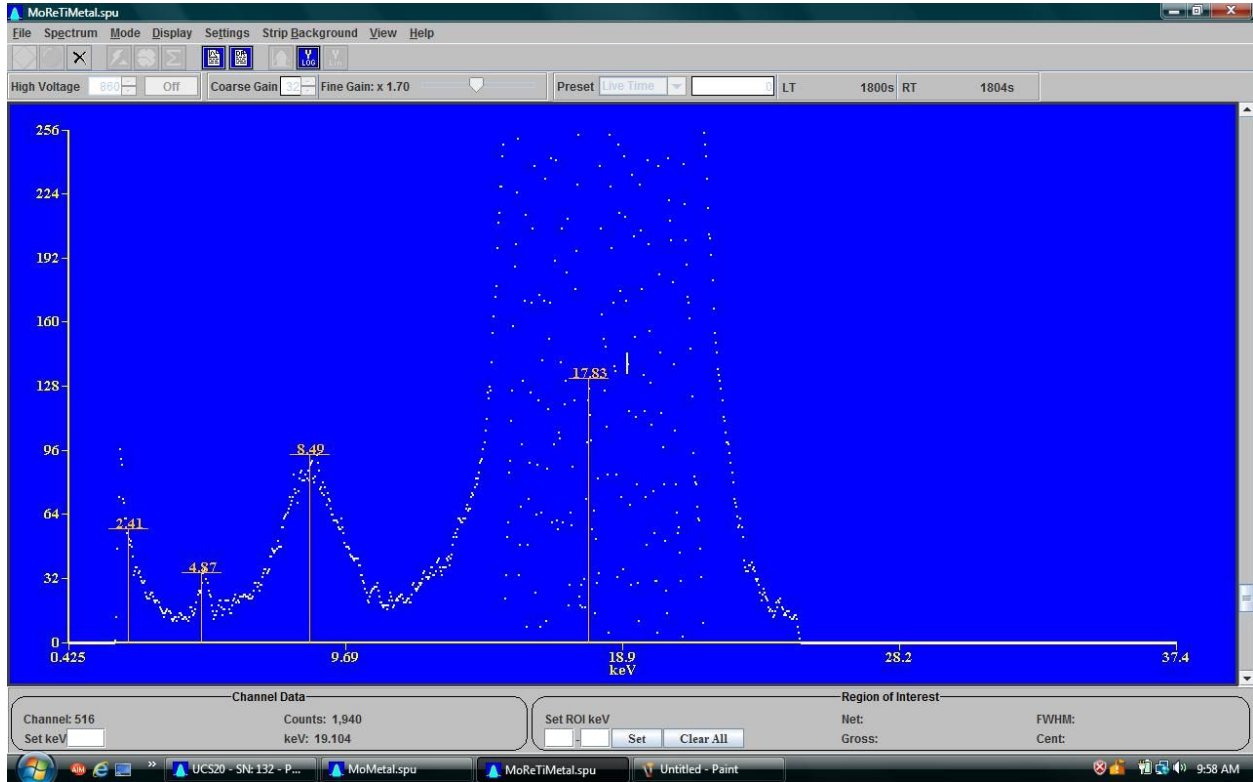 MoReTiMetal.spu
File Spectrum Mode Display Settings Strip Background View Help
Y LOG
High Voltage 860 Off Coarse Gain 32 Fine Gain: x 1.70 Preset Live Time 0 LT 1800s RT 1804s
256
224
192
160
128
96
64
32
0
17.83
8.49
2.41
4.87
0.425 9.69 18.9 28.2 37.4
keV
Channel Data Region of Interest
Channel: 516 Counts: 1,940 Set ROI keV Net: FWHM:
Set keV keV: 19.104 - Set Clear All Gross: Cent:
» UCS20 - SN: 132 - P... MoMetal.spu MoReTiMetal.spu Untitled - Paint 9:58 AM